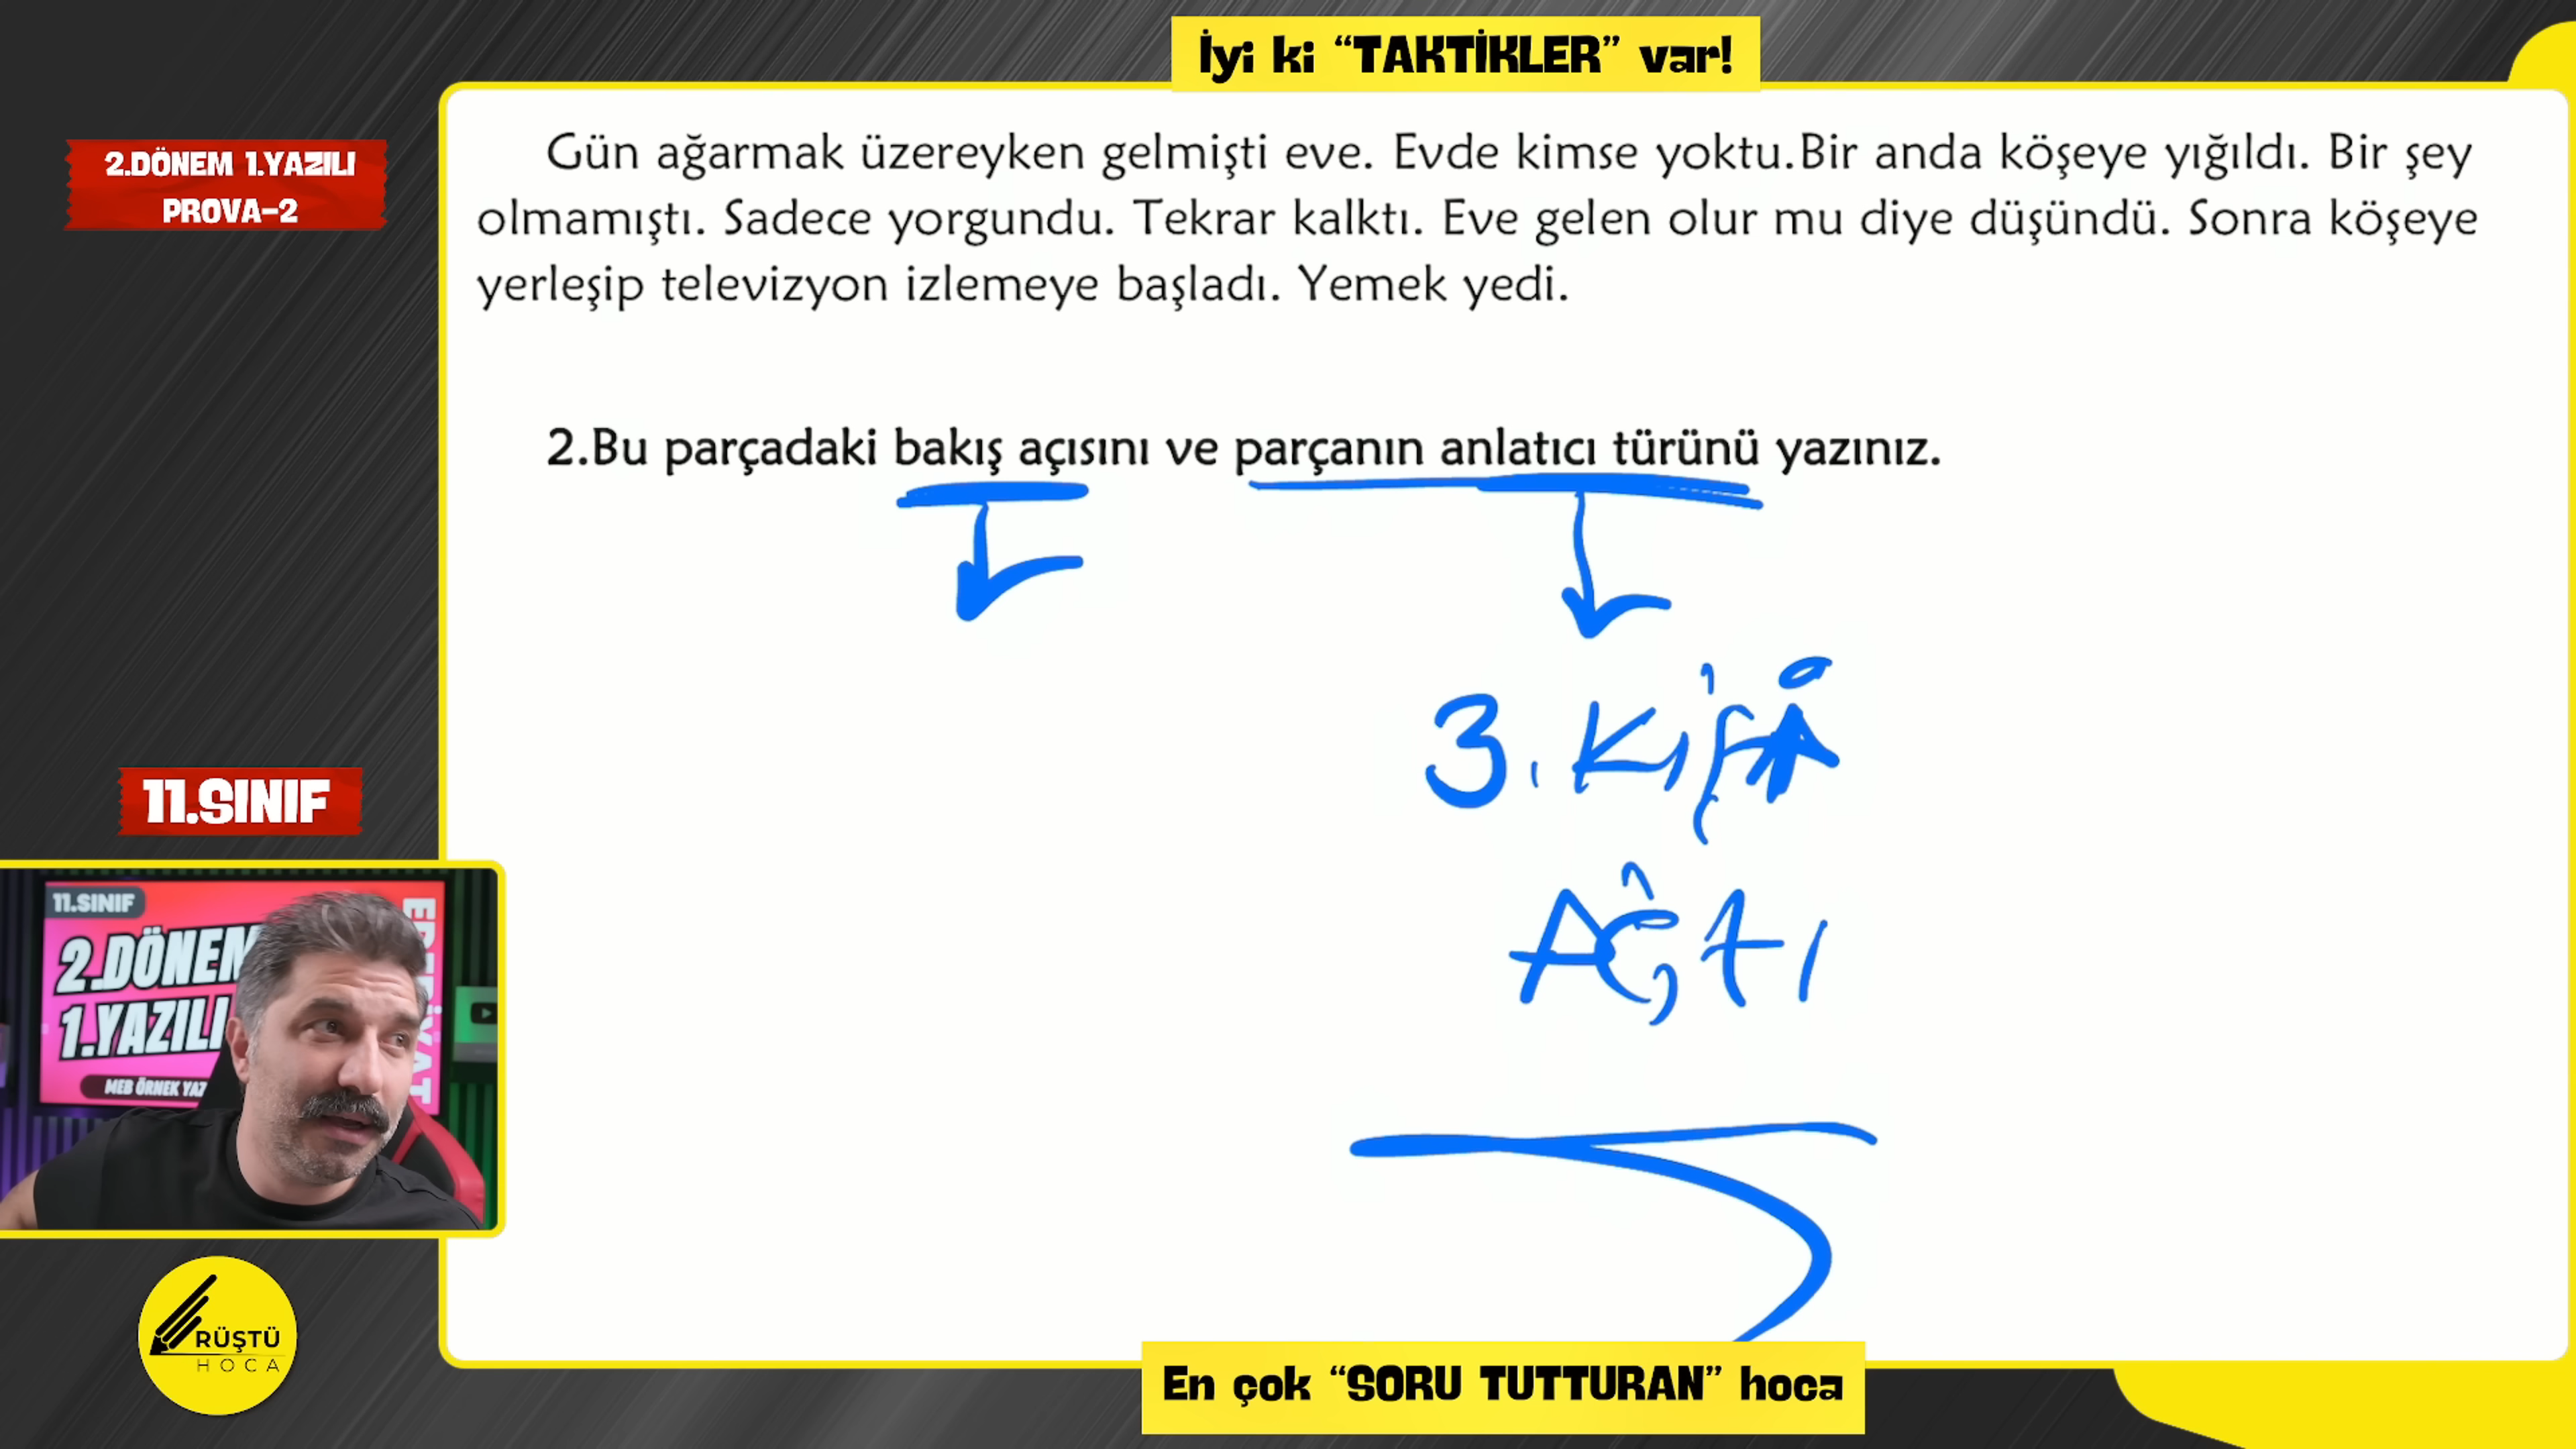 İyi ki “TAKTİKLER” var!
2.DÖNEM 1.YAZILI
PROVA-2
Gün ağarmak üzereyken gelmişti eve. Evde kimse yoktu.Bir anda köşeye yığıldı. Bir şey
olmamıştı. Sadece yorgundu. Tekrar kalktı. Eve gelen olur mu diye düşündü. Sonra köşeye
yerleşip televizyon izlemeye başladı. Yemek yedi.
2.Bu parçadaki bakış açısını ve parçanın anlatıcı türünü yazınız.
3. Kişi
11.SINIF
11.SINIF
2.DÖNEM
1.YAZILI
MEB ÖRNEK YAZ
RÜŞTÜ
HOCA
En çok “SORU TUTTURAN” hoca